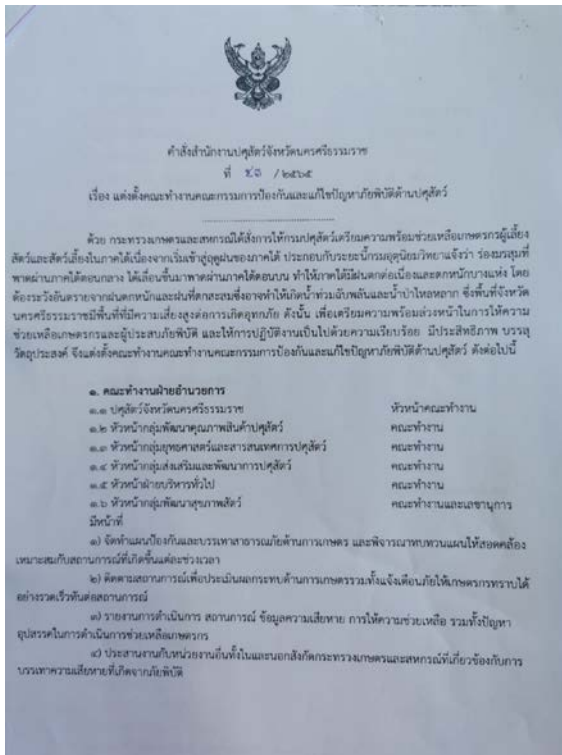 คำสั่งสำนักงานปศุสัตว์จังหวัดนครศรีธรรมราช
ที่ /๒๕๖๕
เรื่อง แต่งตั้งคณะทำงานคณะกรรมการป้องกันและแก้ไขปัญหาภัยพิบัติด้านปศุสัตว์
ด้วย กระทรวงเกษตรและสหกรณ์ได้สั่งการให้กรมปศุสัตว์เตรียมความพร้อมช่วยเหลือเกษตรกรผู้เลี้ยง
สัตว์และสัตว์เลี้ยงในภาคใต้เนื่องจากเริ่มเข้าสู่ฤดูฝนของภาคใต้ ประกอบกับระยะนี้กรมอุตุนิยมวิทยาแจ้งว่า ร่องมรสุมที่
พาดผ่านภาคใต้ตอนกลาง ได้เลื่อนขึ้นมาพาดผ่านภาคใต้ตอนบน ทำให้ภาคใต้มีฝนตกต่อเนื่องและตกหนักบางแห่ง โดย
ต้องระวังอันตรายจากฝนตกหนักและฝนที่ตกสะสมซึ่งอาจทำให้เกิดน้ำท่วมฉับพลันและน้ำป่าไหลหลาก ซึ่งพื้นที่จังหวัด
นครศรีธรรมราชมีพื้นที่ที่มีความเสี่ยงสูงต่อการเกิดอุทกภัย ดังนั้น เพื่อเตรียมความพร้อมล่วงหน้าในการให้ความ
ช่วยเหลือเกษตรกรและผู้ประสบภัยพิบัติ และให้การปฏิบัติงานเป็นไปด้วยความเรียบร้อย มีประสิทธิภาพ บรรลุ
วัตถุประสงค์ จึงแต่งตั้งคณะทำงานคณะทำงานคณะกรรมการป้องกันและแก้ไขปัญหาภัยพิบัติด้านปศุสัตว์ ดังต่อไปนี้
๑. คณะทำงานฝ่ายอำนวยการ
๑.๑ ปศุสัตว์จังหวัดนครศรีธรรมราช หัวหน้าคณะทำงาน
๑.๒ หัวหน้ากลุ่มพัฒนาคุณภาพสินค้าปศุสัตว์ คณะทำงาน
๑.๓ หัวหน้ากลุ่มยุทธศาสตร์และสารสนเทศการปศุสัตว์ คณะทำงาน
๑.๔ หัวหน้ากลุ่มส่งเสริมและพัฒนาการปศุสัตว์ คณะทำงาน
๑.๕ หัวหน้าฝ่ายบริหารทั่วไป คณะทำงาน
๑.๖ หัวหน้ากลุ่มพัฒนาสุขภาพสัตว์ คณะทำงานและเลขานุการ
มีหน้าที่
๑) จัดทำแผนป้องกันและบรรเทาสาธารณภัยด้านการเกษตร และพิจารณาทบทวนแผนให้สอดคล้อง
เหมาะสมกับสถานการณ์ที่เกิดขึ้นแต่ละช่วงเวลา
๒) ติดตามสถานการณ์เพื่อประเมินผลกระทบด้านการเกษตรรวมทั้งแจ้งเตือนภัยให้เกษตรกรทราบได้
อย่างรวดเร็วทันต่อสถานการณ์
๓) รายงานการดำเนินการ สถานการณ์ ข้อมูลความเสียหาย การให้ความช่วยเหลือ รวมทั้งปัญหา
อุปสรรคในการดำเนินการช่วยเหลือเกษตรกร
๔) ประสานงานกับหน่วยงานอื่นทั้งในและนอกสังกัดกระทรวงเกษตรและสหกรณ์ที่เกี่ยวข้องกับการ
บรรเทาความเสียหายที่เกิดจากภัยพิบัติ